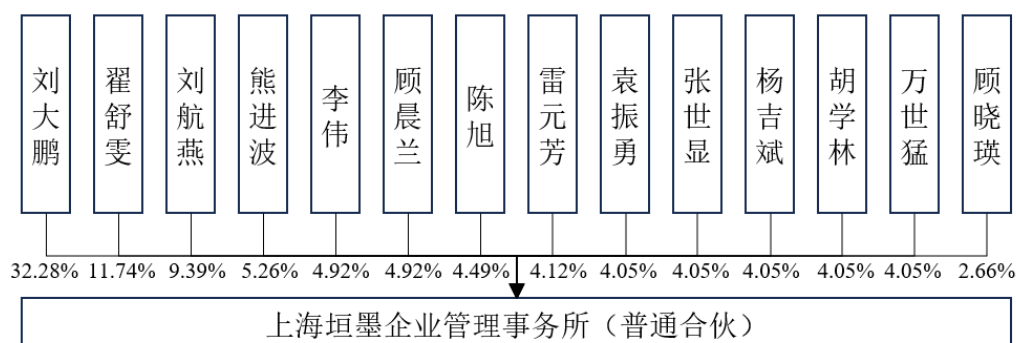 刘大鹏
翟舒雯
刘航燕
熊进波
李伟
顾晨兰
陈旭
雷元芳
袁振勇
张世显
杨吉斌
胡学林
万世猛
顾晓瑛
32.28% 11.74% 9.39% 5.26% 4.92% 4.92% 4.49% 4.12% 4.05% 4.05% 4.05% 4.05% 4.05% 2.66%
上海垣墨企业管理事务所（普通合伙）